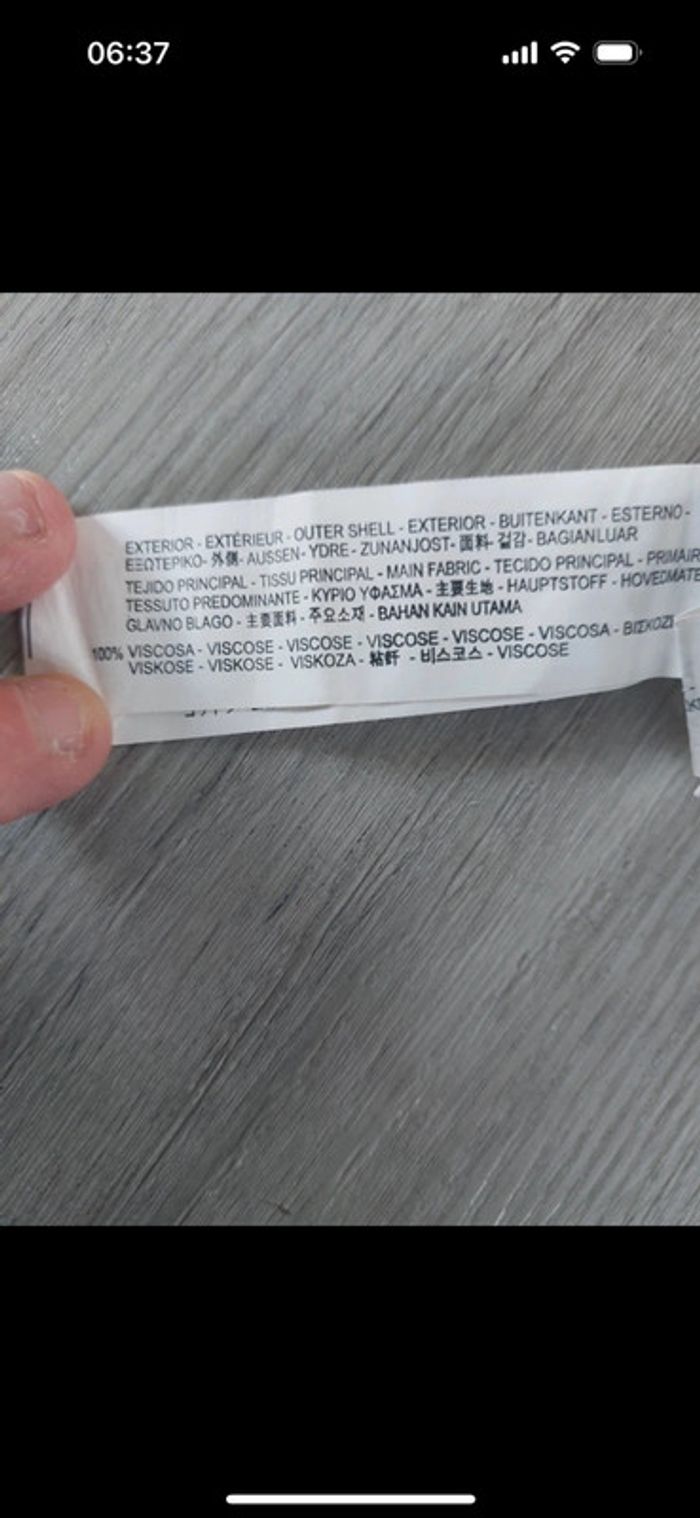 06:37
EXTERIOR - EXTÉRIEUR - OUTER SHELL - EXTERIOR - BUITENKANT - ESTERNO -
ΕΞΩΤΕΡΙΚΟ- 外側- AUSSEN- YDRE - ZUNANJOST- 面料- 겉감- BAGIANLUAR
TEJIDO PRINCIPAL - TISSU PRINCIPAL - MAIN FABRIC - TECIDO PRINCIPAL - PRIMAIR
TESSUTO PREDOMINANTE - ΚΥΡΙΟ ΥΦΑΣΜΑ - 主要生地 - HAUPTSTOFF - HOVEDMATE
GLAVNO BLAGO - 主要面料 - 주요소재 - BAHAN KAIN UTAMA
100% VISCOSA - VISCOSE - VISCOSE - VISCOSE - VISCOSE - VISCOSA - ΒΙΣΚΟΖΗ
VISKOSE - VISKOSE - VISKOZA - 粘纤 - 비스코스 - VISCOSE